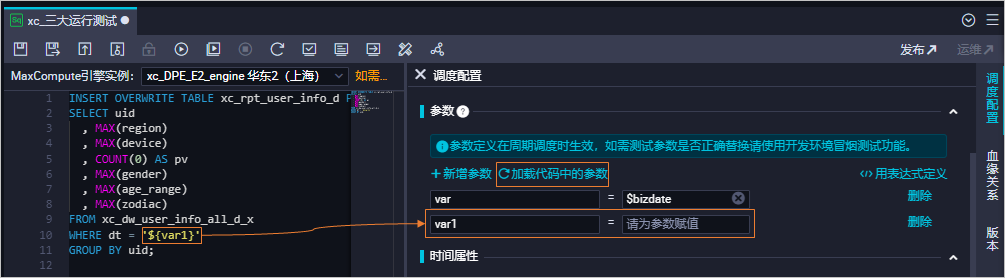 Sq xc_三大运行测试
发布 运维
MaxCompute引擎实例: xc_DPE_E2_engine 华东2（上海） 如需...
1 INSERT OVERWRITE TABLE xc_rpt_user_info_d P
2 SELECT uid
3 , MAX(region)
4 , MAX(device)
5 , COUNT(0) AS pv
6 , MAX(gender)
7 , MAX(age_range)
8 , MAX(zodiac)
9 FROM xc_dw_user_info_all_d_x
10 WHERE dt = '${var1}'
11 GROUP BY uid;
调度配置
参数
参数定义在周期调度时生效，如需测试参数是否正确替换请使用开发环境冒烟测试功能。
+新增参数 加载代码中的参数 </>用表达式定义
var = $bizdate 删除
var1 = 请为参数赋值 删除
时间属性
调度配置
血缘关系
版本